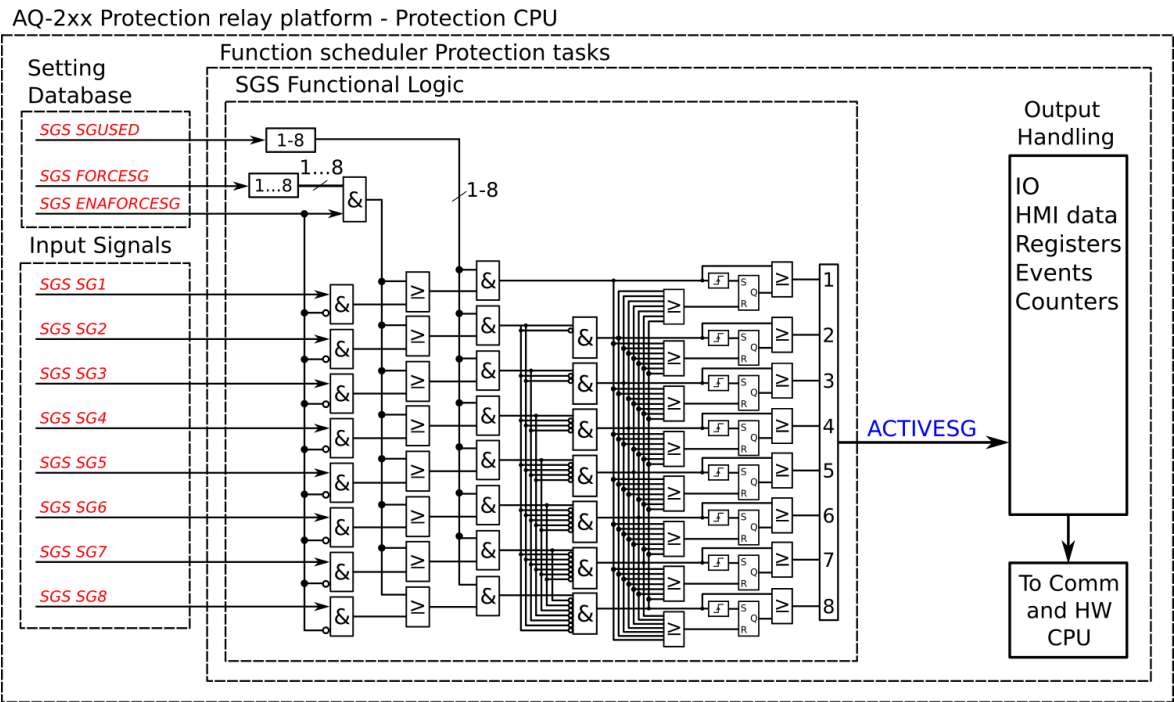 AQ-2xx Protection relay platform - Protection CPU
Function scheduler Protection tasks
SGS Functional Logic
Setting
Database
SGS SGUSED
SGS FORCESG
SGS ENAFORCESG
1-8
1...8
1...8
1-8
&
Input Signals
SGS SG1
SGS SG2
SGS SG3
SGS SG4
SGS SG5
SGS SG6
SGS SG7
SGS SG8
& & & & & & & &
≥ ≥ ≥ ≥ ≥ ≥ ≥ ≥
& & & & & & & &
& & & & & & &
≥ ≥ ≥ ≥ ≥ ≥ ≥ ≥
S Q R
S Q R
S Q R
S Q R
S Q R
S Q R
S Q R
S Q R
≥ ≥ ≥ ≥ ≥ ≥ ≥ ≥
1
2
3
4
5
6
7
8
ACTIVESG
Output
Handling
IO
HMI data
Registers
Events
Counters
To Comm
and HW
CPU